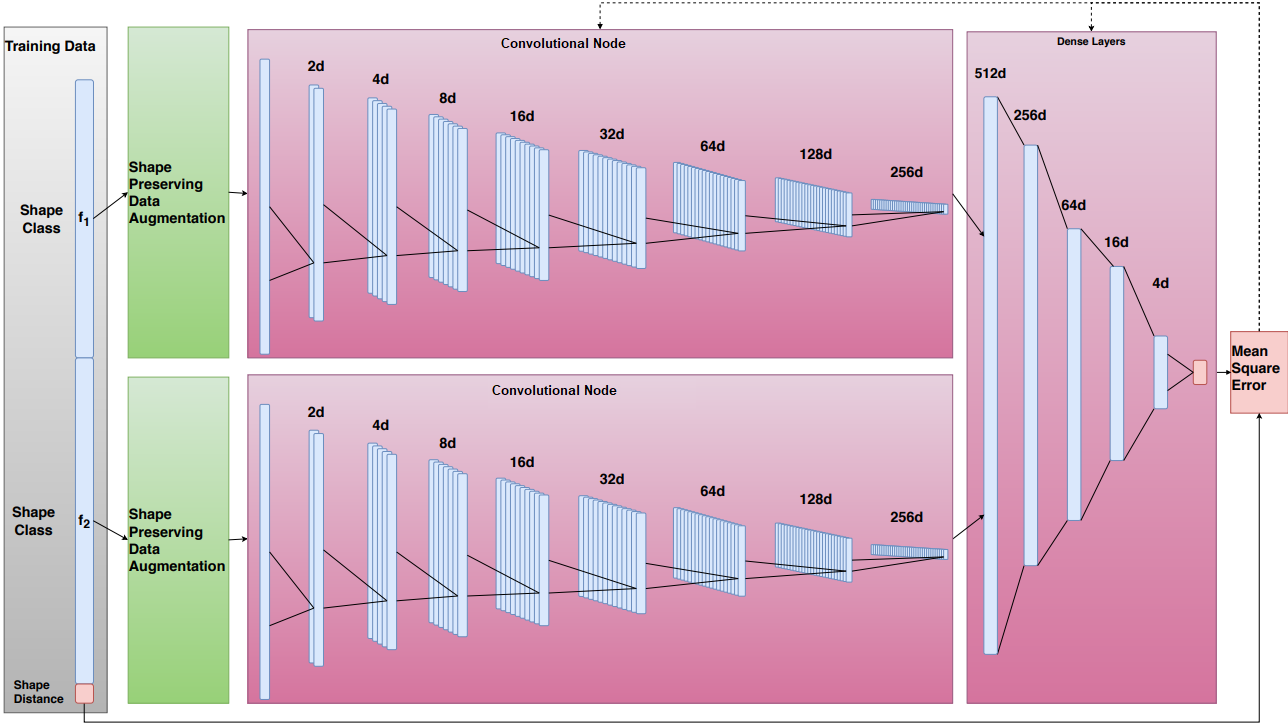 Training Data
Shape
Class
f1
Shape
Class
f2
Shape
Distance
Shape
Preserving
Data
Augmentation
Shape
Preserving
Data
Augmentation
Convolutional Node
2d
4d
8d
16d
32d
64d
128d
256d
Convolutional Node
2d
4d
8d
16d
32d
64d
128d
256d
Dense Layers
512d
256d
64d
16d
4d
Mean
Square
Error